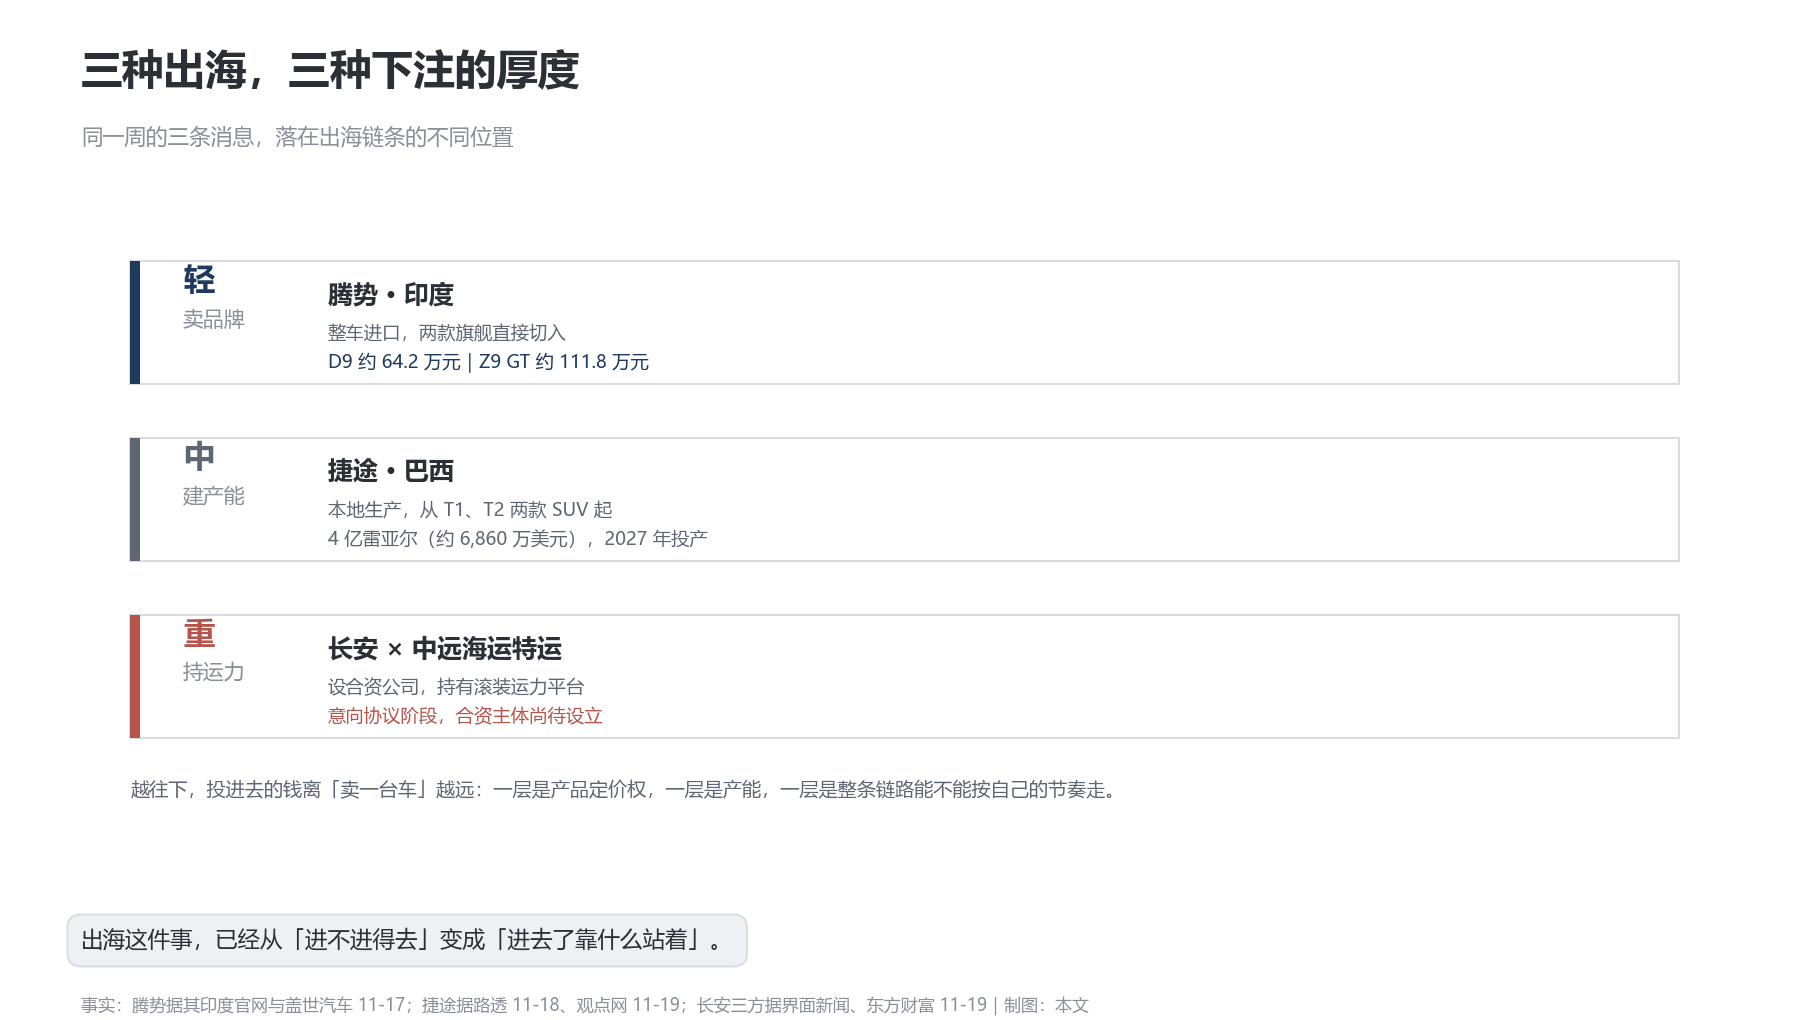 三种出海，三种下注的厚度
同一周的三条消息，落在出海链条的不同位置
轻
卖品牌
腾势·印度
整车进口，两款旗舰直接切入
D9 约 64.2 万元 | Z9 GT 约 111.8 万元
中
建产能
捷途·巴西
本地生产，从 T1、T2 两款 SUV 起
4 亿雷亚尔（约 6,860 万美元），2027 年投产
重
持运力
长安 × 中远海运特运
设合资公司，持有滚装运力平台
意向协议阶段，合资主体尚待设立
越往下，投进去的钱离「卖一台车」越远：一层是产品定价权，一层是产能，一层是整条链路能不能按自己的节奏走。
出海这件事，已经从「进不进得去」变成「进去了靠什么站着」。
事实：腾势据其印度官网与盖世汽车 11-17；捷途据路透 11-18、观点网 11-19；长安三方据界面新闻、东方财富 11-19 | 制图：本文